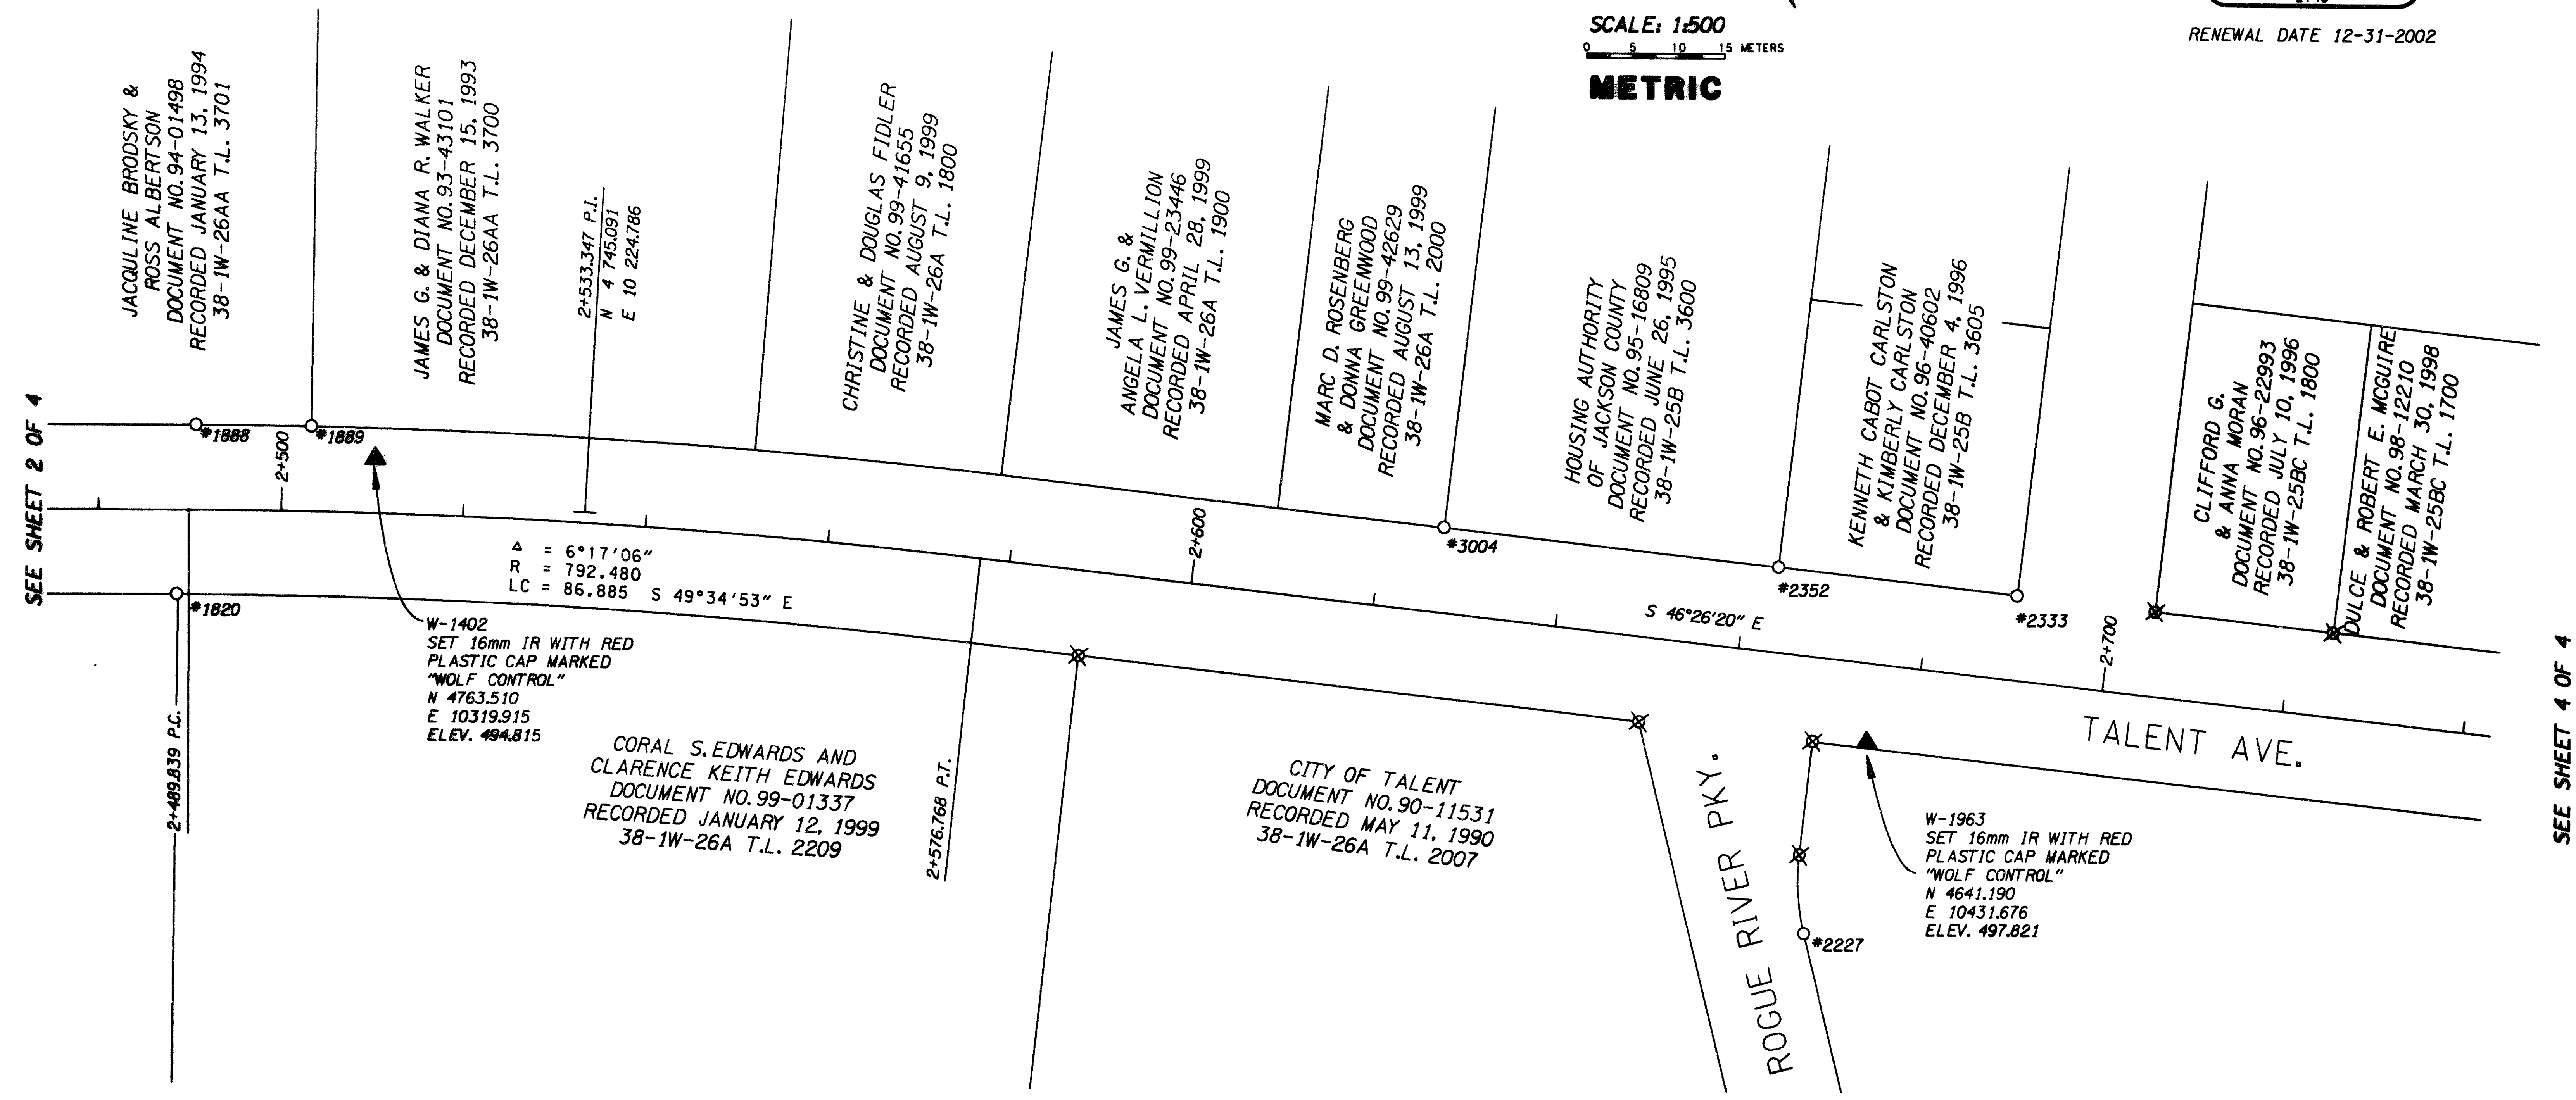 SCALE: 1:500
0 5 10 15 METERS
METRIC
RENEWAL DATE 12-31-2002
SEE SHEET 2 OF 4
JACQULINE BRODSKY &
ROSS ALBERTSON
DOCUMENT NO.94-01498
RECORDED JANUARY 13, 1994
38-1W-26AA T.L. 3701
JAMES G. & DIANA R. WALKER
DOCUMENT NO.93-43101
RECORDED DECEMBER 15, 1993
38-1W-26AA T.L. 3700
2+533.347 P.I.
N 4 745.091
E 10 224.786
CHRISTINE & DOUGLAS FIDLER
DOCUMENT NO.99-41655
RECORDED AUGUST 9, 1999
38-1W-26A T.L. 1800
JAMES G. &
ANGELA L. VERMILLION
DOCUMENT NO.99-23446
RECORDED APRIL 28, 1999
38-1W-26A T.L. 1900
MARC D. ROSENBERG
& DONNA GREENWOOD
DOCUMENT NO.99-42629
RECORDED AUGUST 13, 1999
38-1W-26A T.L. 2000
HOUSING AUTHORITY
OF JACKSON COUNTY
DOCUMENT NO.95-16809
RECORDED JUNE 26, 1995
38-1W-25B T.L. 3600
KENNETH CABOT CARLSTON
& KIMBERLY CARLSTON
DOCUMENT NO.96-40602
RECORDED DECEMBER 4, 1996
38-1W-25B T.L. 3605
CLIFFORD G.
& ANNA MORAN
DOCUMENT NO.96-22993
RECORDED JULY 10, 1996
38-1W-25BC T.L. 1800
DULCE & ROBERT E. MCGUIRE
DOCUMENT NO.98-12210
RECORDED MARCH 30, 1998
38-1W-25BC T.L. 1700
#1888
2+500
#1889
2+600
#3004
#2352
#2333
2+700
#1820
Δ = 6°17'06"
R = 792.480
LC = 86.885 S 49°34'53" E
S 46°26'20" E
W-1402
SET 16mm IR WITH RED
PLASTIC CAP MARKED
"WOLF CONTROL"
N 4763.510
E 10319.915
ELEV. 494.815
2+489.839 P.C.
CORAL S. EDWARDS AND
CLARENCE KEITH EDWARDS
DOCUMENT NO.99-01337
RECORDED JANUARY 12, 1999
38-1W-26A T.L. 2209
2+576.768 P.T.
CITY OF TALENT
DOCUMENT NO.90-11531
RECORDED MAY 11, 1990
38-1W-26A T.L. 2007
ROGUE RIVER PKY.
TALENT AVE.
W-1963
SET 16mm IR WITH RED
PLASTIC CAP MARKED
"WOLF CONTROL"
N 4641.190
E 10431.676
ELEV. 497.821
#2227
SEE SHEET 4 OF 4